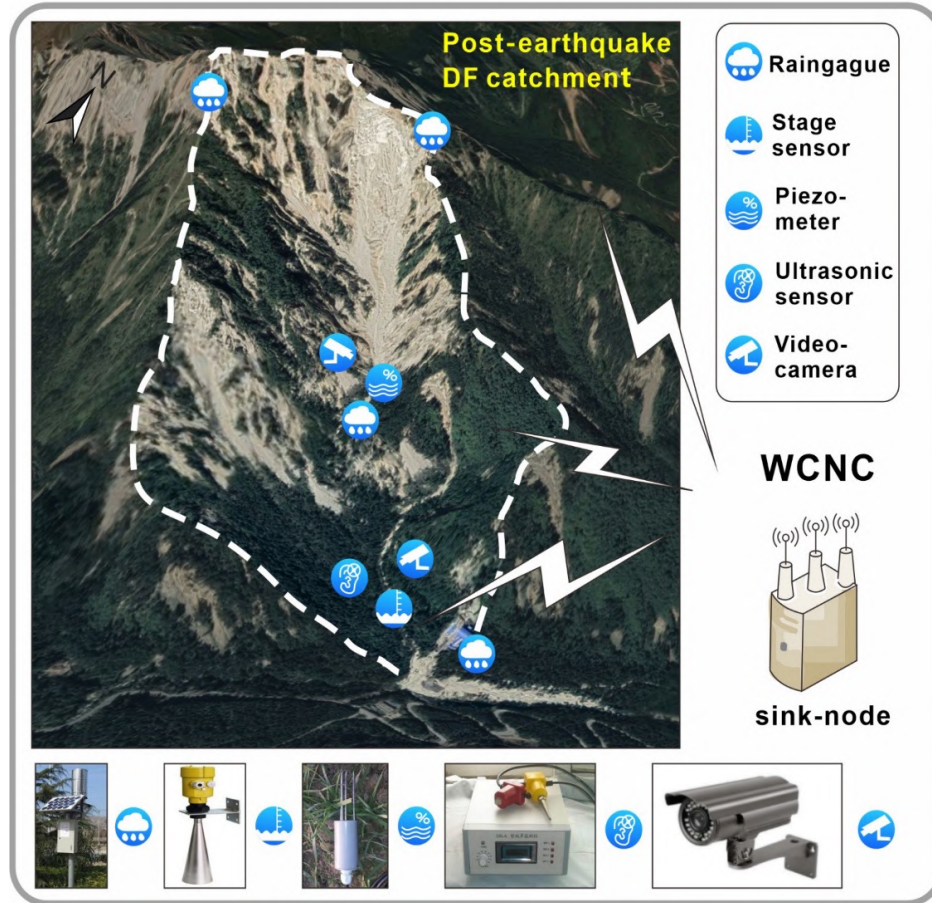 Post-earthquake
DF catchment
N
Raingague
Stage
sensor
%
Piezo-
meter
Ultrasonic
sensor
Video-
camera
%
WCNC
sink-node
%